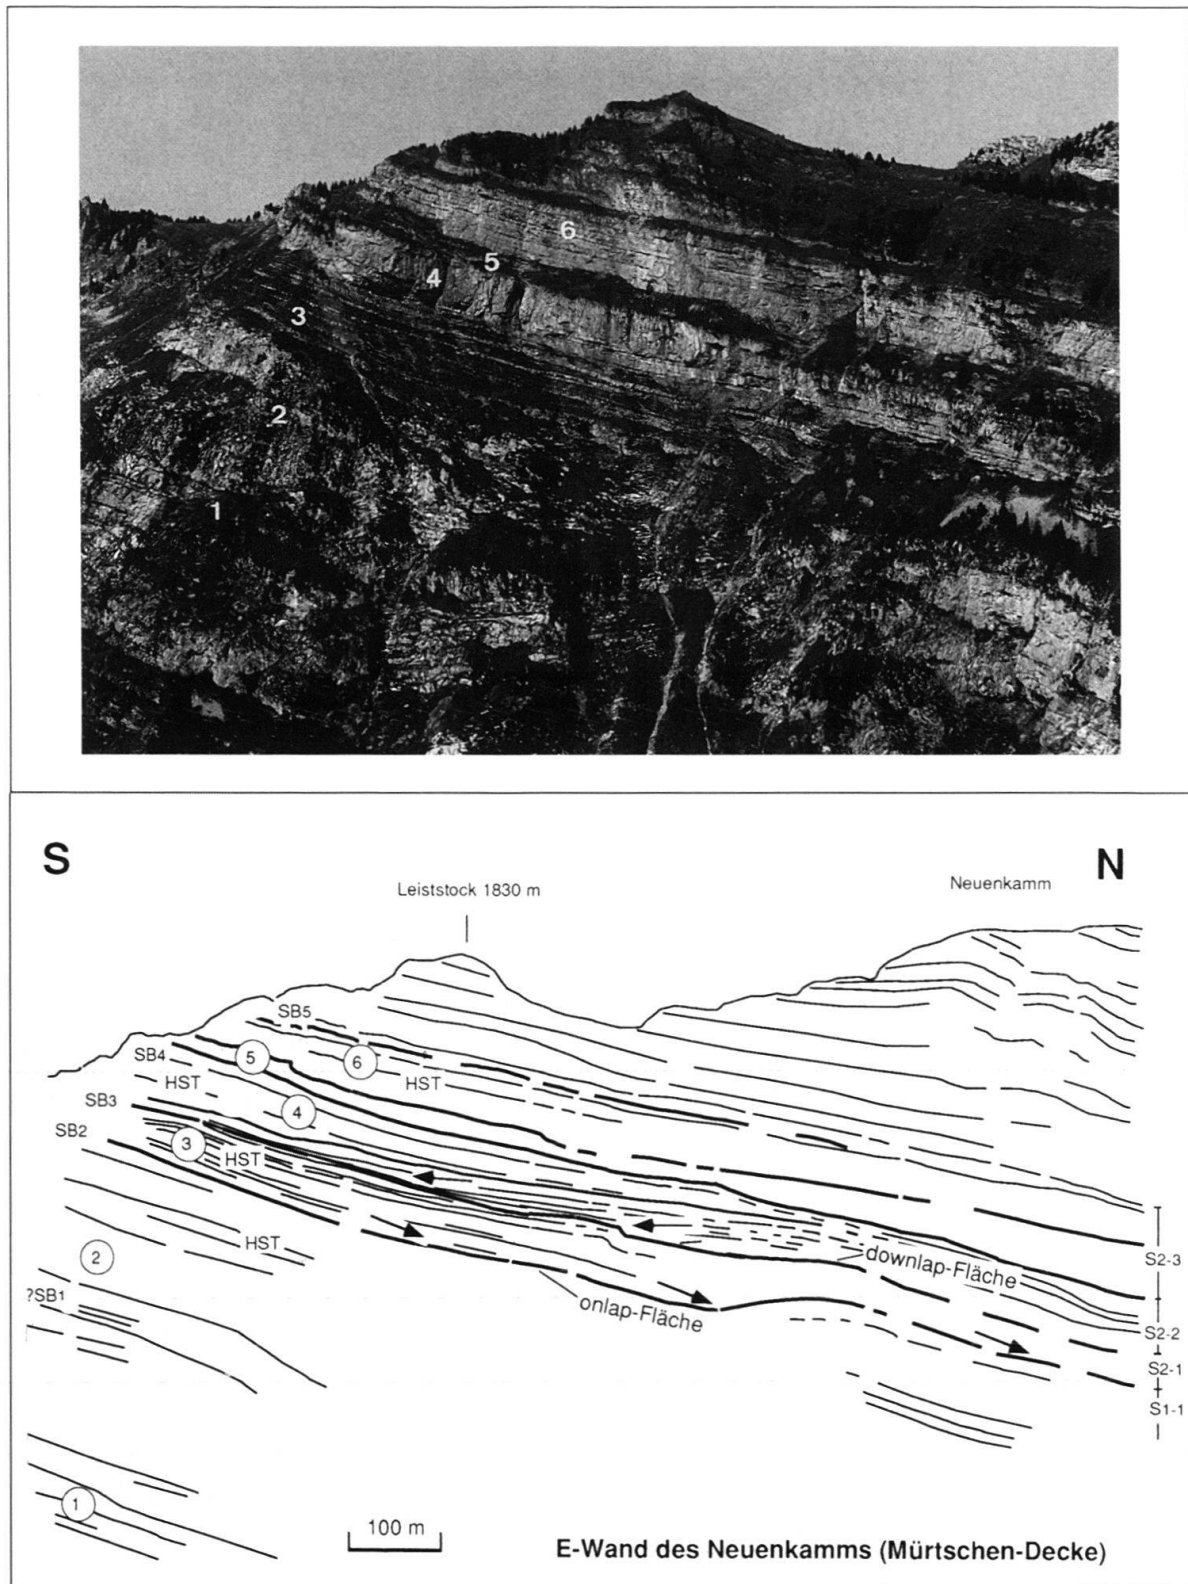 6
5
4
3
2
1
S
N
Leiststock 1830 m
Neuenkamm
SB5
SB4
5
6
HST
HST
SB3
4
SB2
3
HST
HST
2
?SB1
downlap-Fläche
onlap-Fläche
S2-3
S2-2
S2-1
S1-1
1
100 m
E-Wand des Neuenkamms (Mürtschen-Decke)